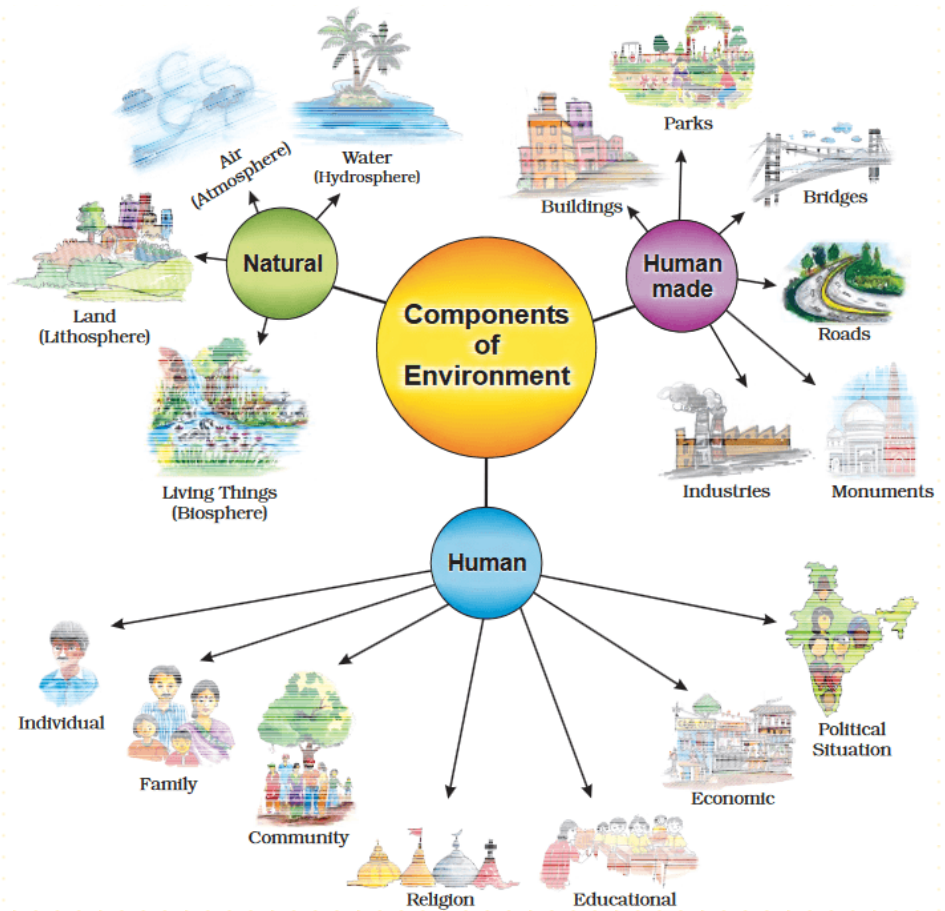 Components
of
Environment
Natural
Air
(Atmosphere)
Water
(Hydrosphere)
Land
(Lithosphere)
Living Things
(Biosphere)
Human
made
Buildings
Parks
Bridges
Roads
Industries
Monuments
Human
Individual
Family
Community
Religion
Educational
Economic
Political
Situation